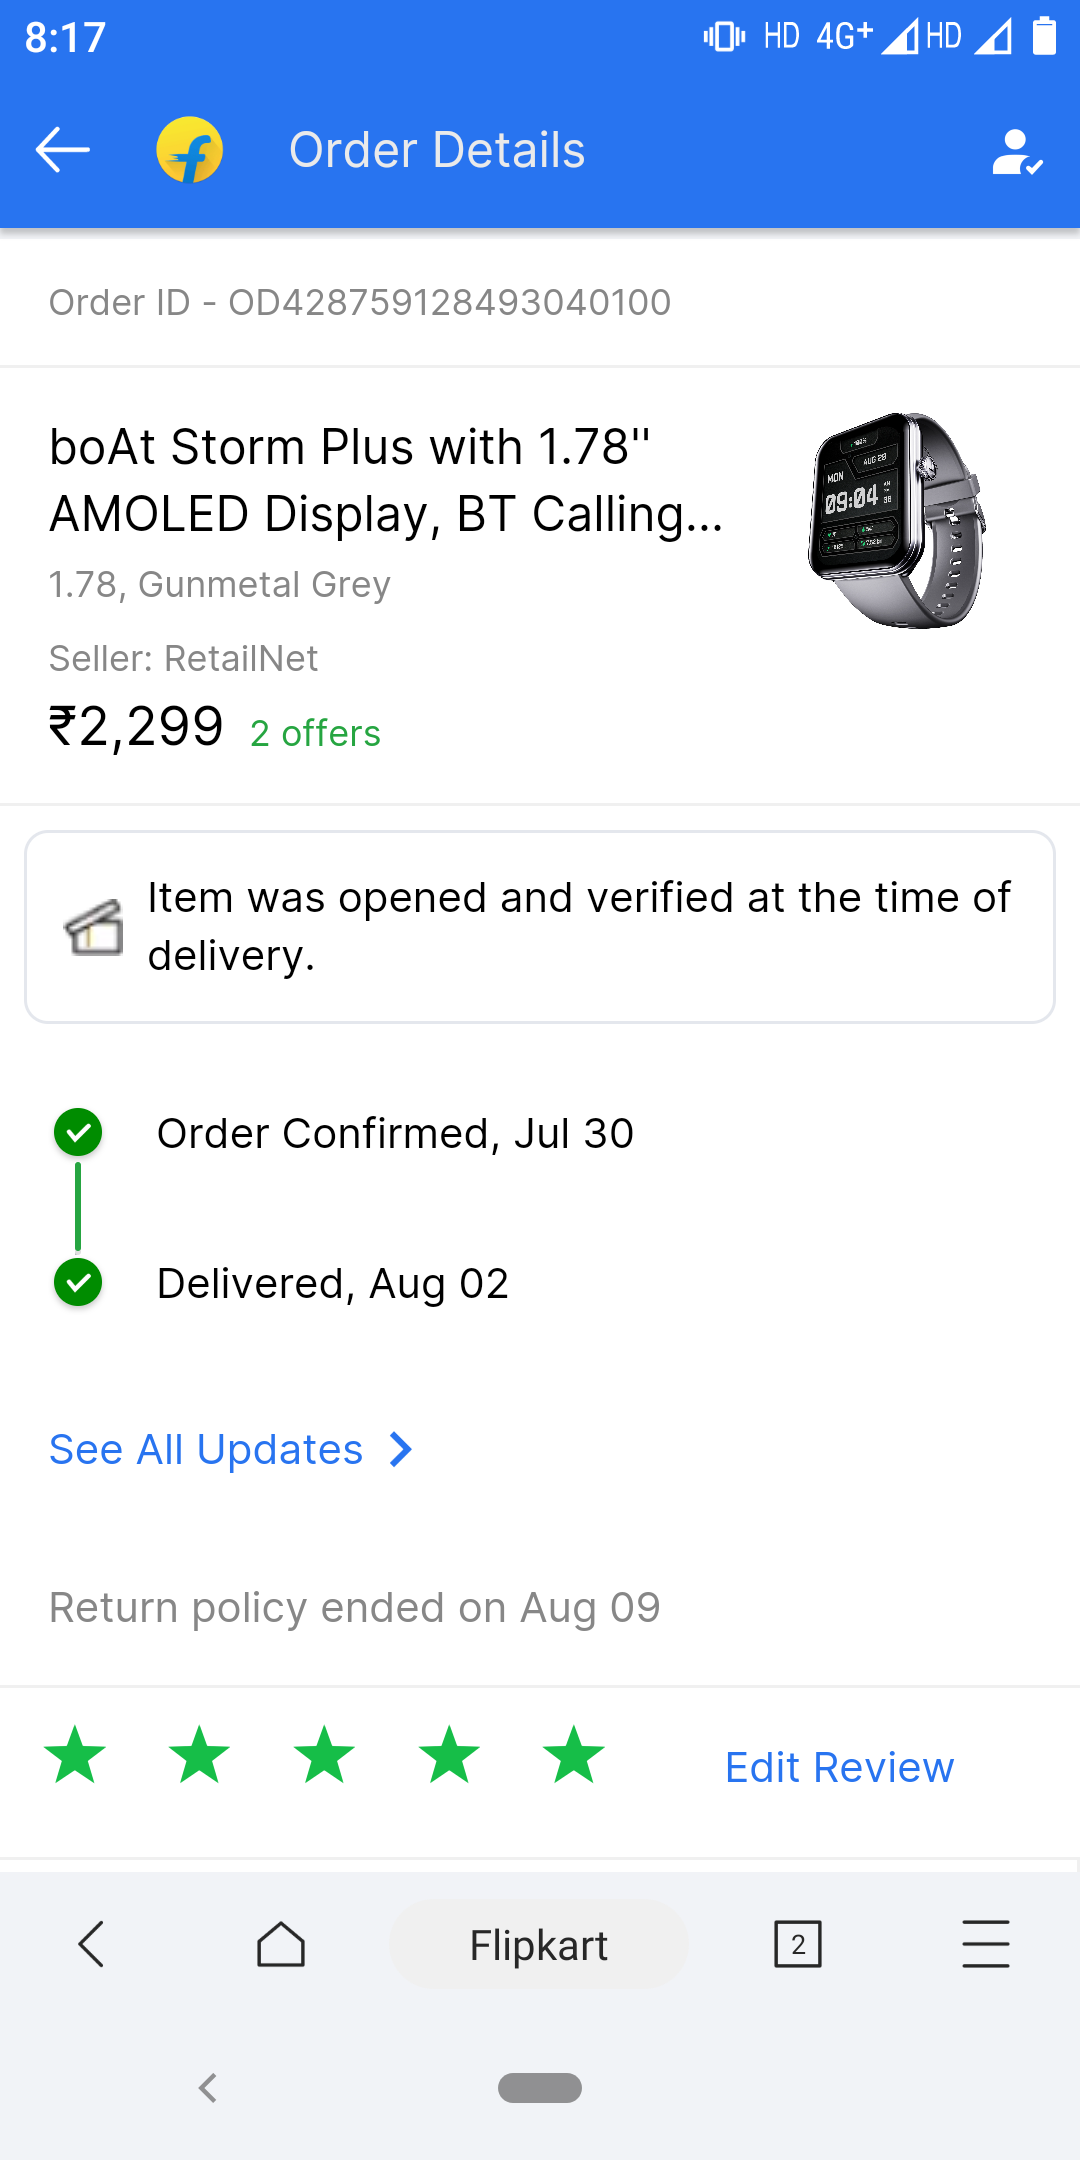 8:17
HD 4G+ HD
Order Details
Order ID - OD428759128493040100
boAt Storm Plus with 1.78"
AMOLED Display, BT Calling...
1.78, Gunmetal Grey
Seller: RetailNet
₹2,299 2 offers
AUG 29
MON
09:04
Item was opened and verified at the time of
delivery.
Order Confirmed, Jul 30
Delivered, Aug 02
See All Updates
Return policy ended on Aug 09
Edit Review
Flipkart
2